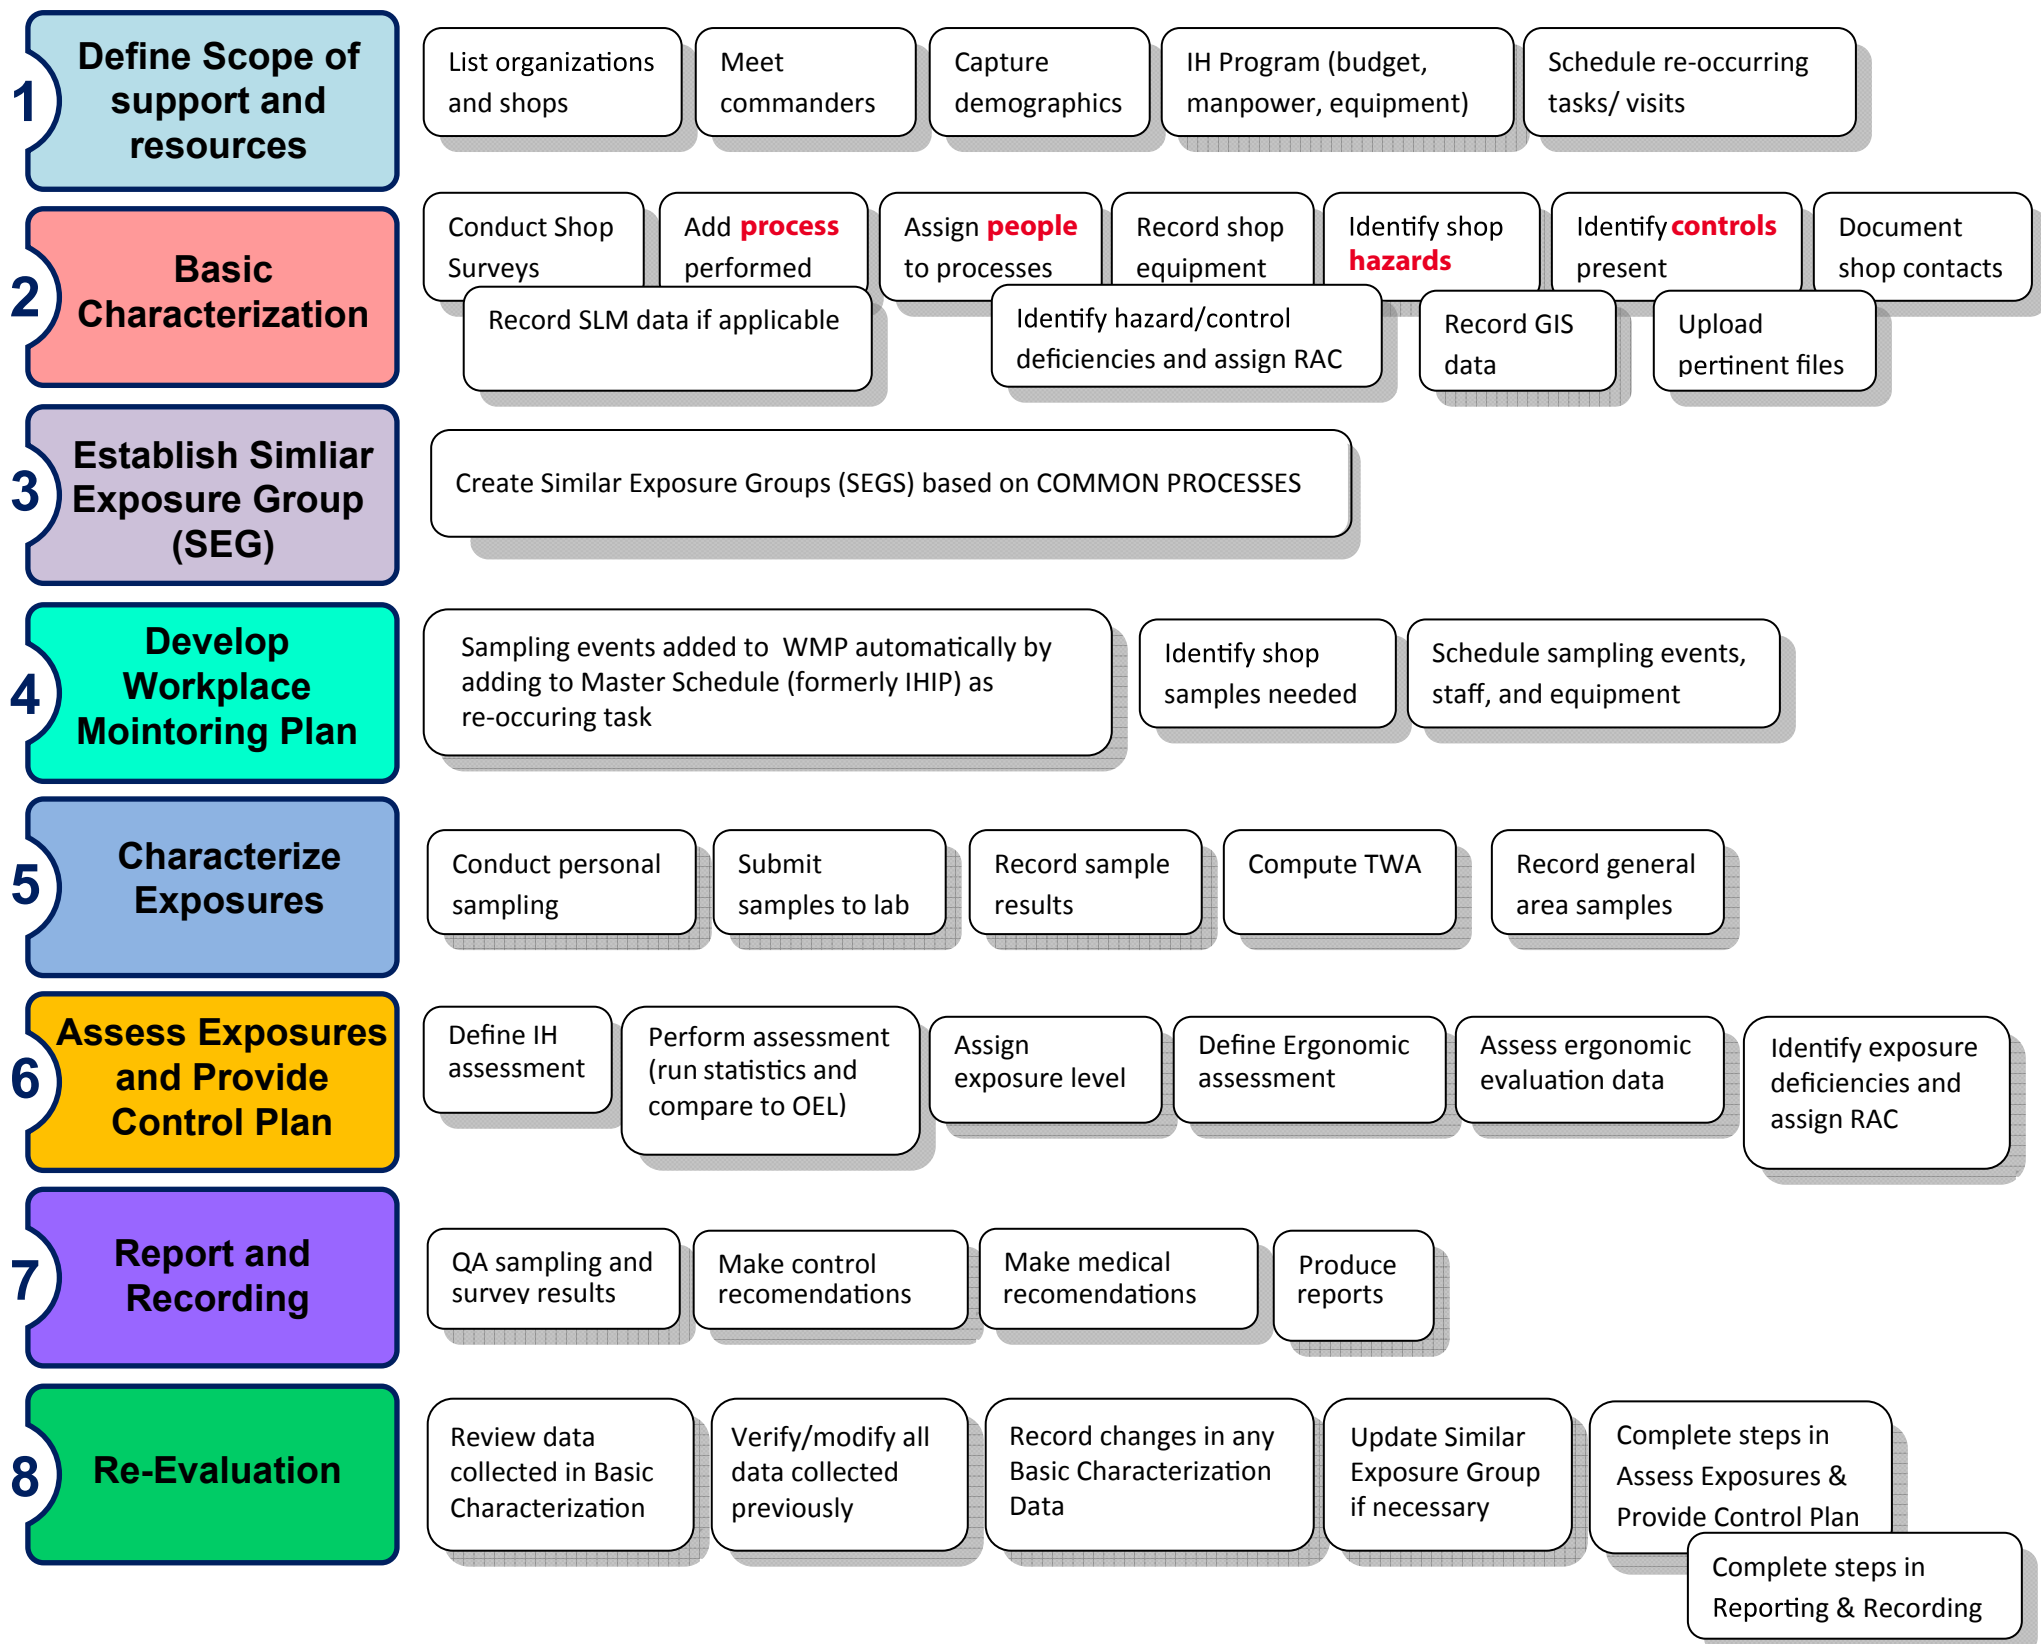 1
Define Scope of
support and
resources
List organizations
and shops
Meet
commanders
Capture
demographics
IH Program (budget,
manpower, equipment)
Schedule re-occurring
tasks/ visits
2
Basic
Characterization
Conduct Shop
Surveys
Add process
performed
Assign people
to processes
Record shop
equipment
Identify shop
hazards
Identify controls
present
Document
shop contacts
Record SLM data if applicable
Identify hazard/control
deficiencies and assign RAC
Record GIS
data
Upload
pertinent files
3
Establish Simliar
Exposure Group
(SEG)
Create Similar Exposure Groups (SEGS) based on COMMON PROCESSES
4
Develop
Workplace
Mointoring Plan
Sampling events added to WMP automatically by
adding to Master Schedule (formerly IHIP) as
re-occuring task
Identify shop
samples needed
Schedule sampling events,
staff, and equipment
5
Characterize
Exposures
Conduct personal
sampling
Submit
samples to lab
Record sample
results
Compute TWA
Record general
area samples
6
Assess Exposures
and Provide
Control Plan
Define IH
assessment
Perform assessment
(run statistics and
compare to OEL)
Assign
exposure level
Define Ergonomic
assessment
Assess ergonomic
evaluation data
Identify exposure
deficiencies and
assign RAC
7
Report and
Recording
QA sampling and
survey results
Make control
recomendations
Make medical
recomendations
Produce
reports
8
Re-Evaluation
Review data
collected in Basic
Characterization
Verify/modify all
data collected
previously
Record changes in any
Basic Characterization
Data
Update Similar
Exposure Group
if necessary
Complete steps in
Assess Exposures &
Provide Control Plan
Complete steps in
Reporting & Recording